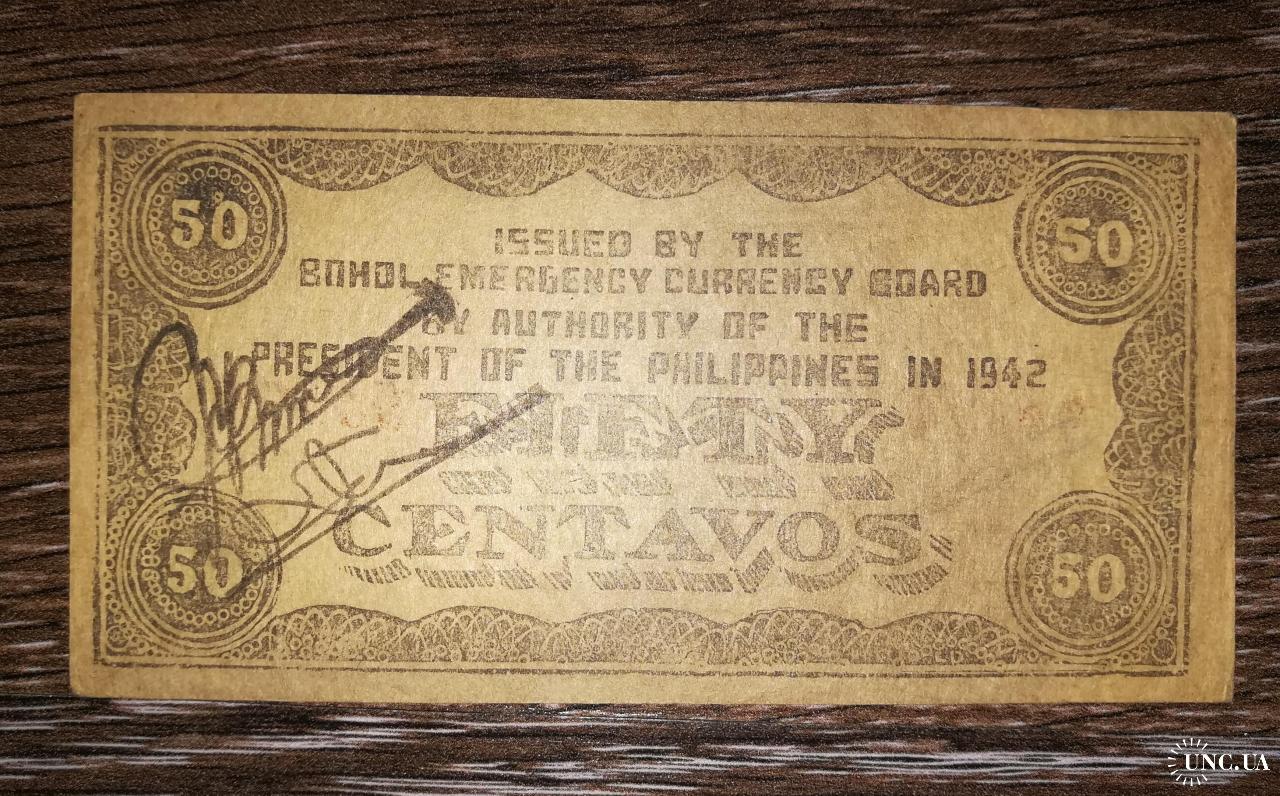 50
50
ISSUED BY THE
BOHOL EMERGENCY CURRENCY BOARD
BY AUTHORITY OF THE
PRESIDENT OF THE PHILIPPINES IN 1942
FIFTY
CENTAVOS
50
50
UNC.UA